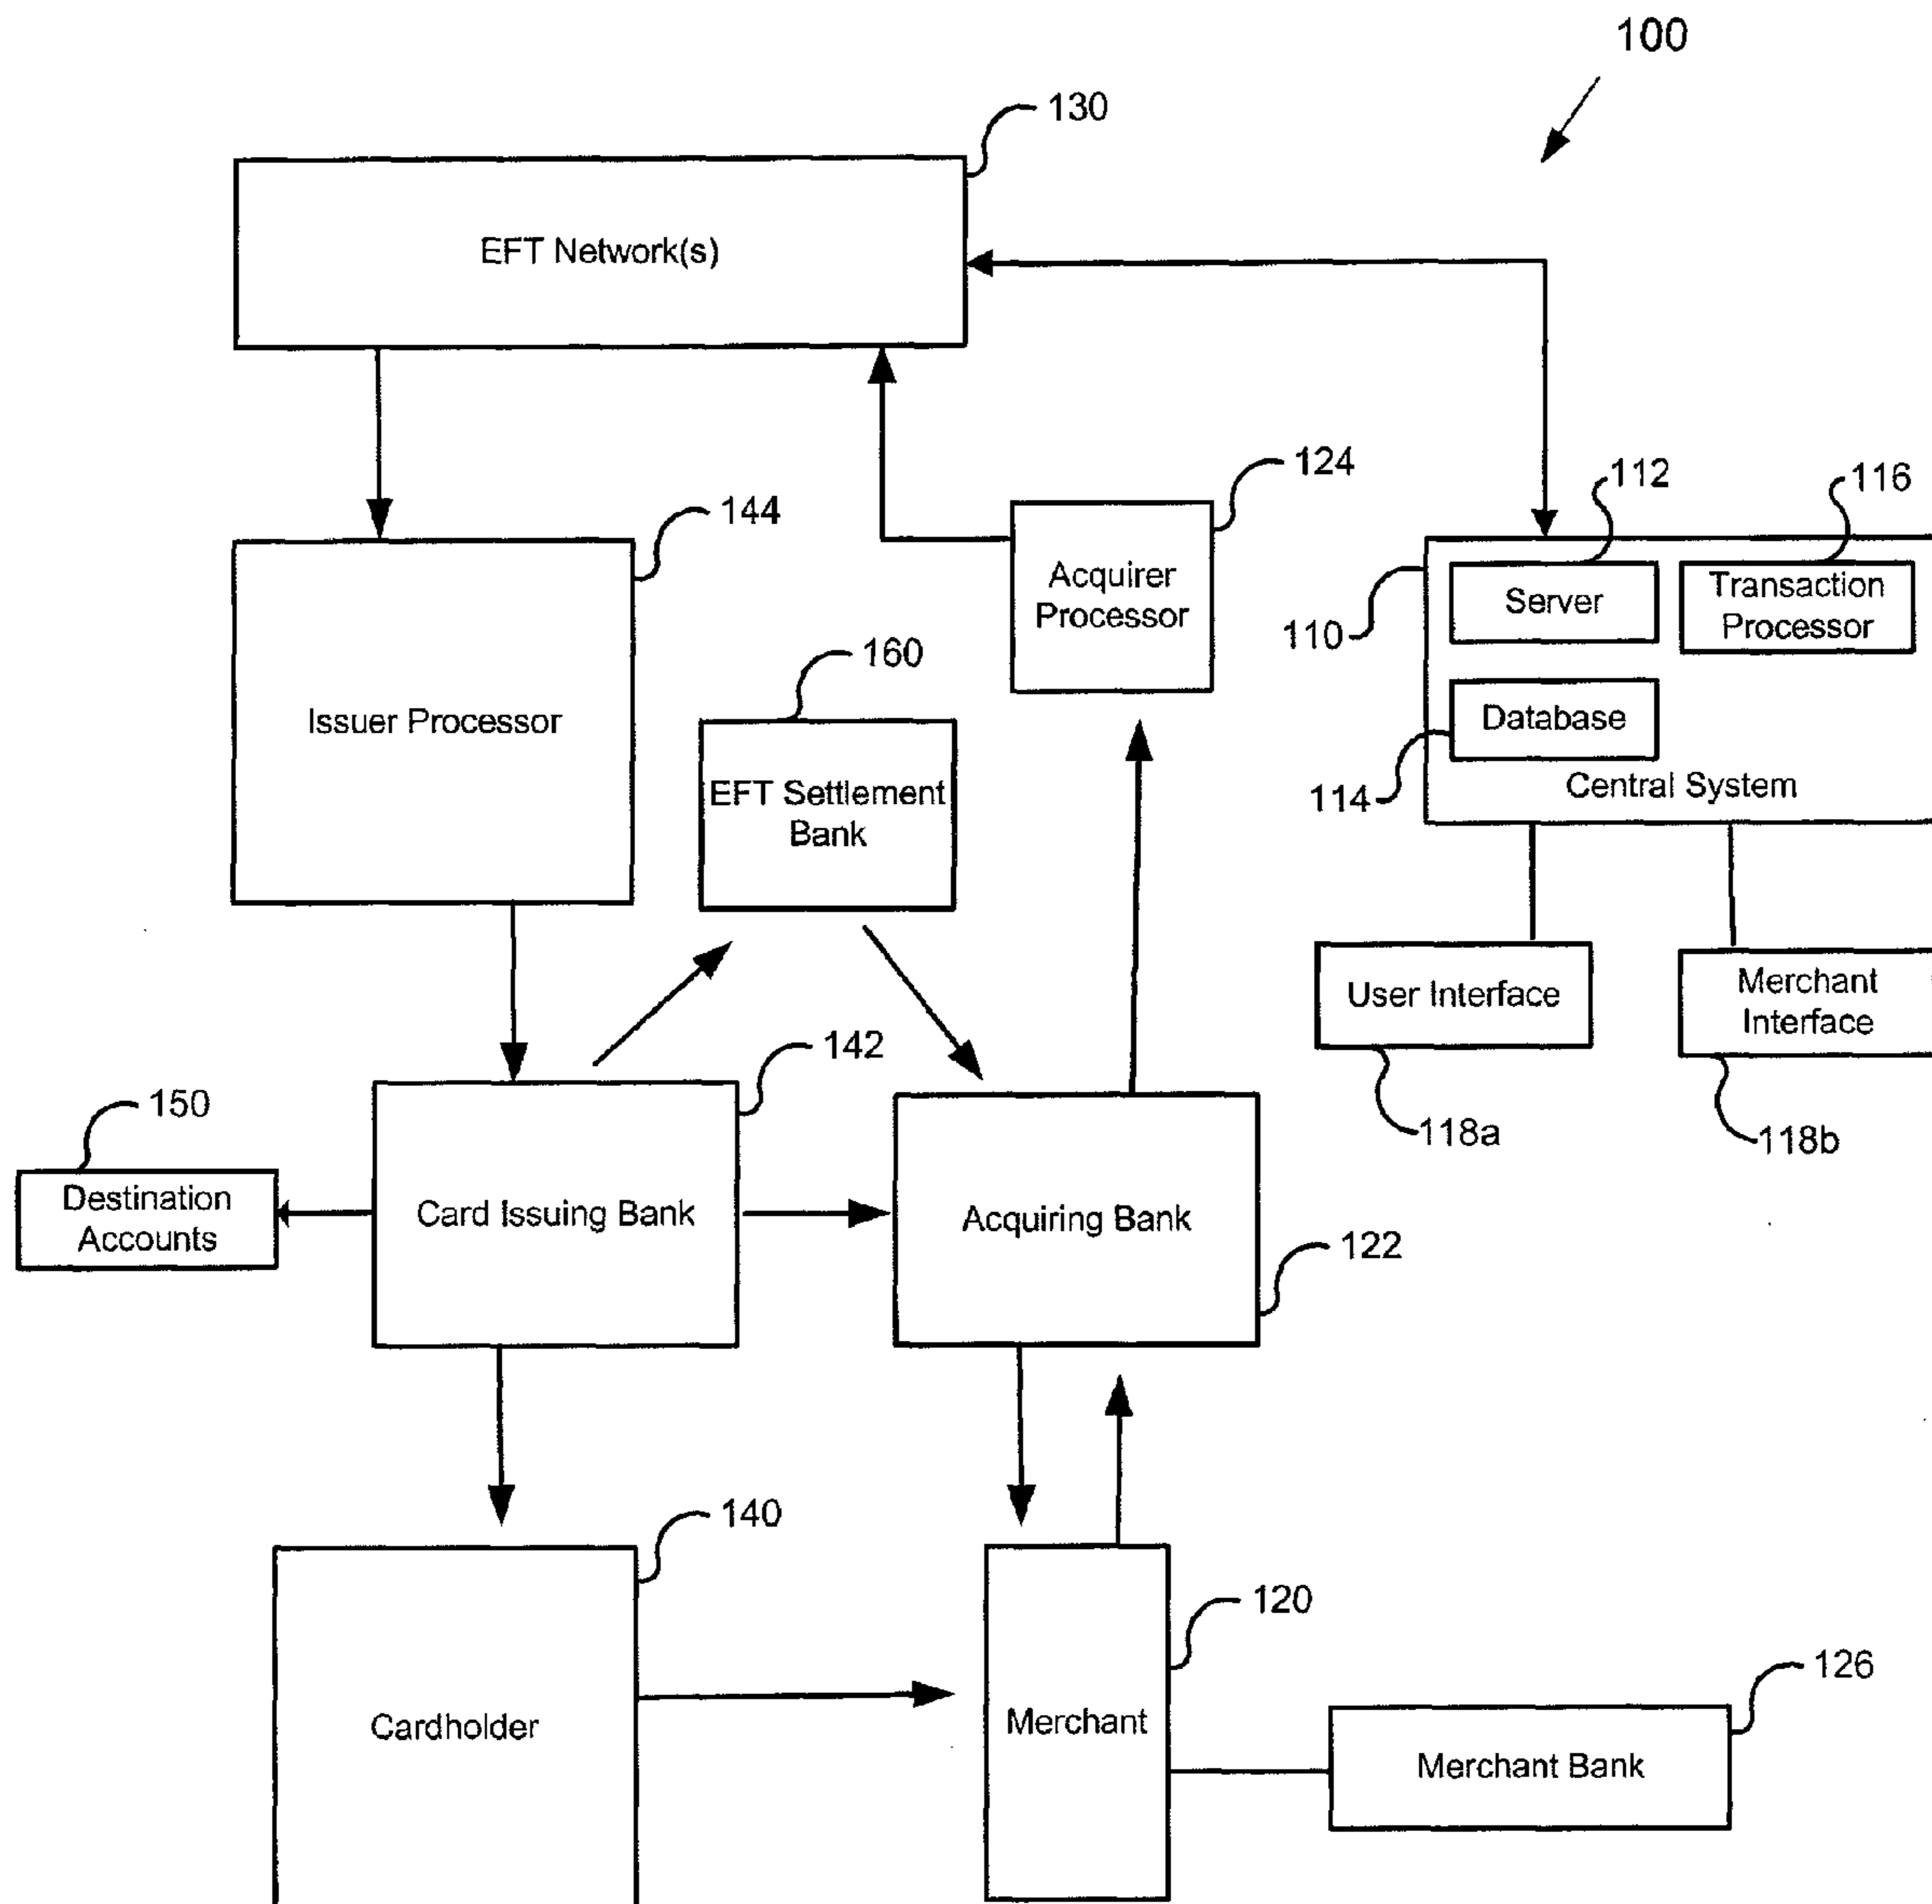 100
130
EFT Network(s)
124
112
116
144
Acquirer
Processor
Server
Transaction
Processor
110
160
Issuer Processor
Database
EFT Settlement
Bank
114
Central System
User Interface
Merchant
Interface
142
150
118a
118b
Destination
Accounts
Card Issuing Bank
Acquiring Bank
122
140
120
126
Cardholder
Merchant
Merchant Bank